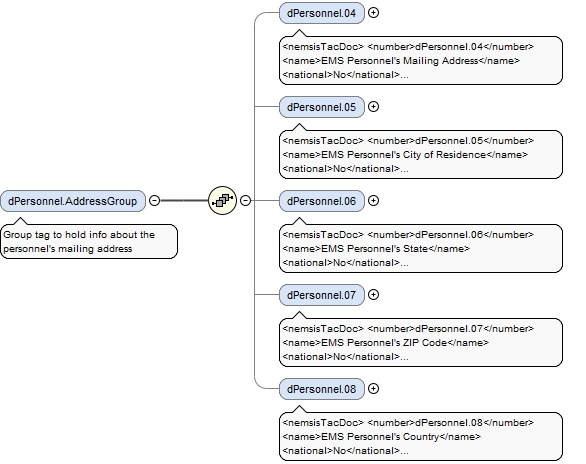 dPersonnel.04
<nemsisTacDoc> <number>dPersonnel.04</number>
<name>EMS Personnel's Mailing Address</name>
<national>No</national>...
dPersonnel.05
<nemsisTacDoc> <number>dPersonnel.05</number>
<name>EMS Personnel's City of Residence</name>
<national>No</national>...
dPersonnel.AddressGroup
Group tag to hold info about the
personnel's mailing address
dPersonnel.06
<nemsisTacDoc> <number>dPersonnel.06</number>
<name>EMS Personnel's State</name>
<national>No</national>...
dPersonnel.07
<nemsisTacDoc> <number>dPersonnel.07</number>
<name>EMS Personnel's ZIP Code</name>
<national>No</national>...
dPersonnel.08
<nemsisTacDoc> <number>dPersonnel.08</number>
<name>EMS Personnel's Country</name>
<national>No</national>...